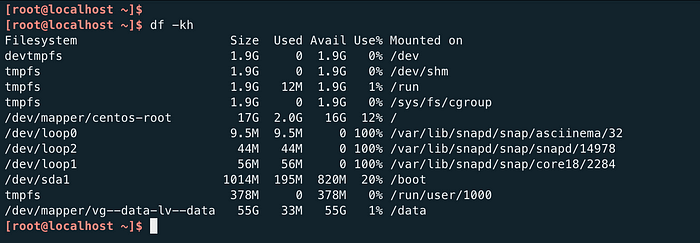 [root@localhost ~]$
[root@localhost ~]$ df -kh
Filesystem Size Used Avail Use% Mounted on
devtmpfs 1.9G 0 1.9G 0% /dev
tmpfs 1.9G 0 1.9G 0% /dev/shm
tmpfs 1.9G 12M 1.9G 1% /run
tmpfs 1.9G 0 1.9G 0% /sys/fs/cgroup
/dev/mapper/centos-root 17G 2.0G 16G 12% /
/dev/loop0 9.5M 9.5M 0 100% /var/lib/snapd/snap/asciinema/32
/dev/loop2 44M 44M 0 100% /var/lib/snapd/snap/snapd/14978
/dev/loop1 56M 56M 0 100% /var/lib/snapd/snap/core18/2284
/dev/sda1 1014M 195M 820M 20% /boot
tmpfs 378M 0 378M 0% /run/user/1000
/dev/mapper/vg--data-lv--data 55G 33M 55G 1% /data
[root@localhost ~]$